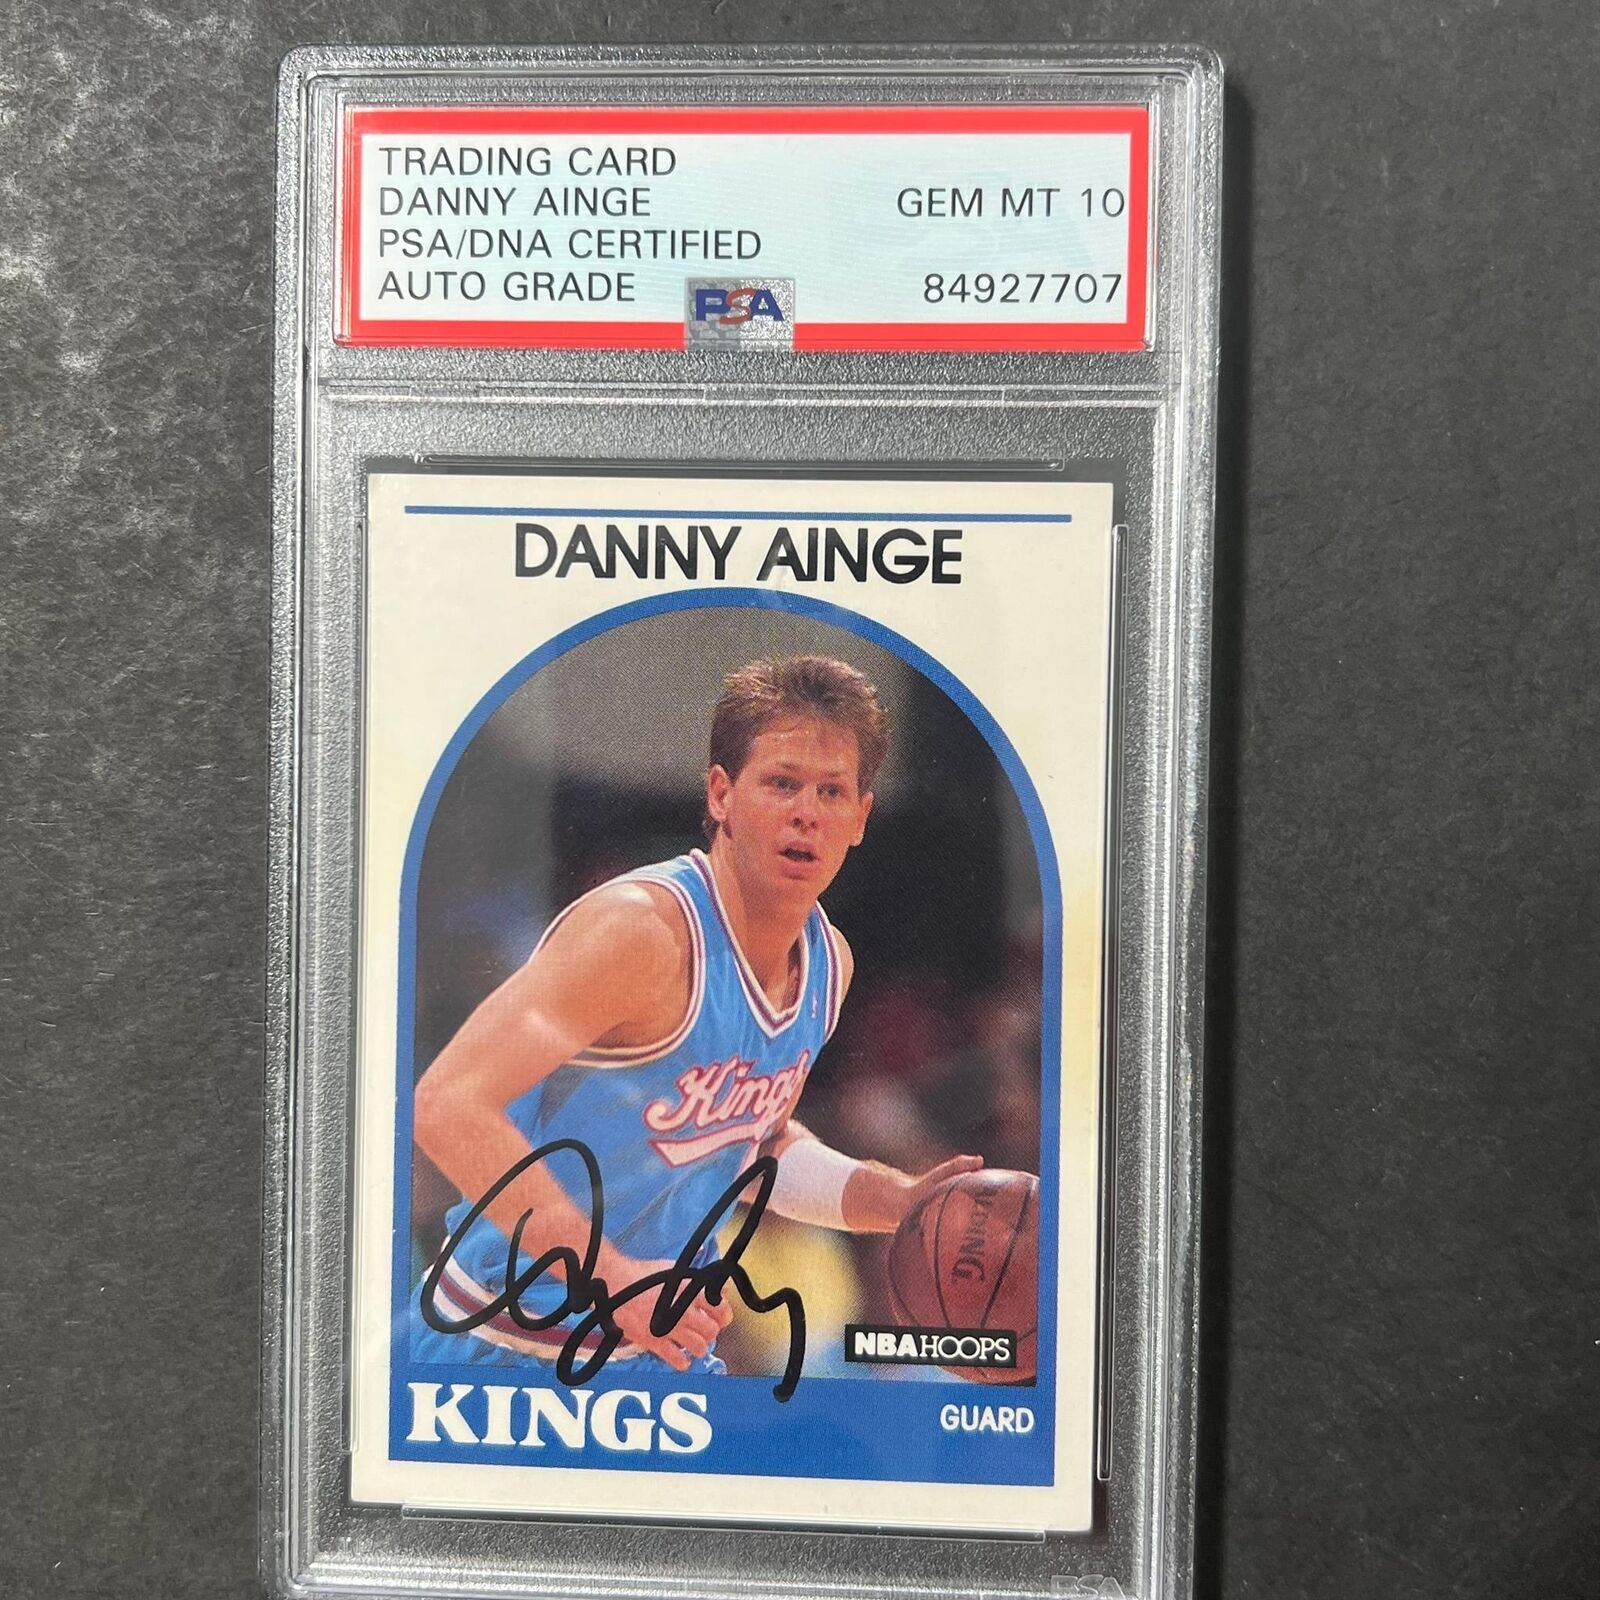 TRADING CARD
DANNY AINGE GEM MT 10
PSA/DNA CERTIFIED
AUTO GRADE 84927707
PSA
DANNY AINGE
Kings
NBA HOOPS
KINGS GUARD
PSA